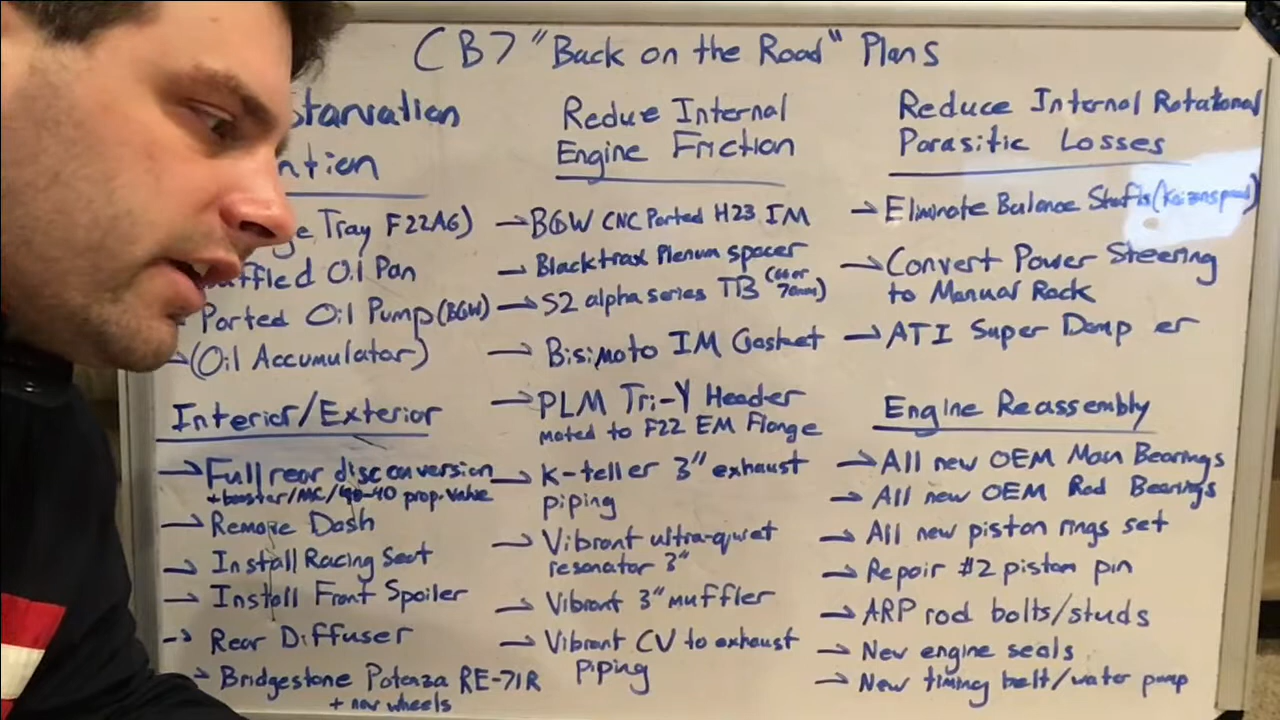 CB7 "Back on the Road" Plans
Starvation
ntion
ge Tray F22A6)
affled Oil Pan
Ported Oil Pump (BGW)
→(Oil Accumulator)
Interior/Exterior
→Full rear disc conversion
+booster/MC/40-40 prop. valve
→Remove Dash
→Install Racing Seat
→Install Front Spoiler
→Rear Diffuser
→Bridgestone Potenza RE-71R
+ new wheels
Redue Internal
Engine Friction
→BGW CNC Ported H23 IM
→Blacktrax Plenum spacer
→S2 alpha series TB (66 or 70mm)
→Bisimoto IM Gasket
→PLM Tri-Y Header
mated to F22 EM Flange
→K-teller 3" exhaust
piping
→Vibrant ultra-quiet
resonator 3"
→Vibrant 3" muffler
→Vibrant CV to exhaust
piping
Reduce Internal Rotational
Parasitic Losses
→Eliminate Balance Shafts (Kaizenspeed)
→Convert Power Steering
to Manual Rack
→ATI Super Damp er
Engine Reassembly
→All new OEM Main Bearings
→All new OEM Rod Bearings
→All new piston rings set
→Repair #2 piston pin
→ARP rod bolts/studs
→New engine seals
→New timing belt/water pump